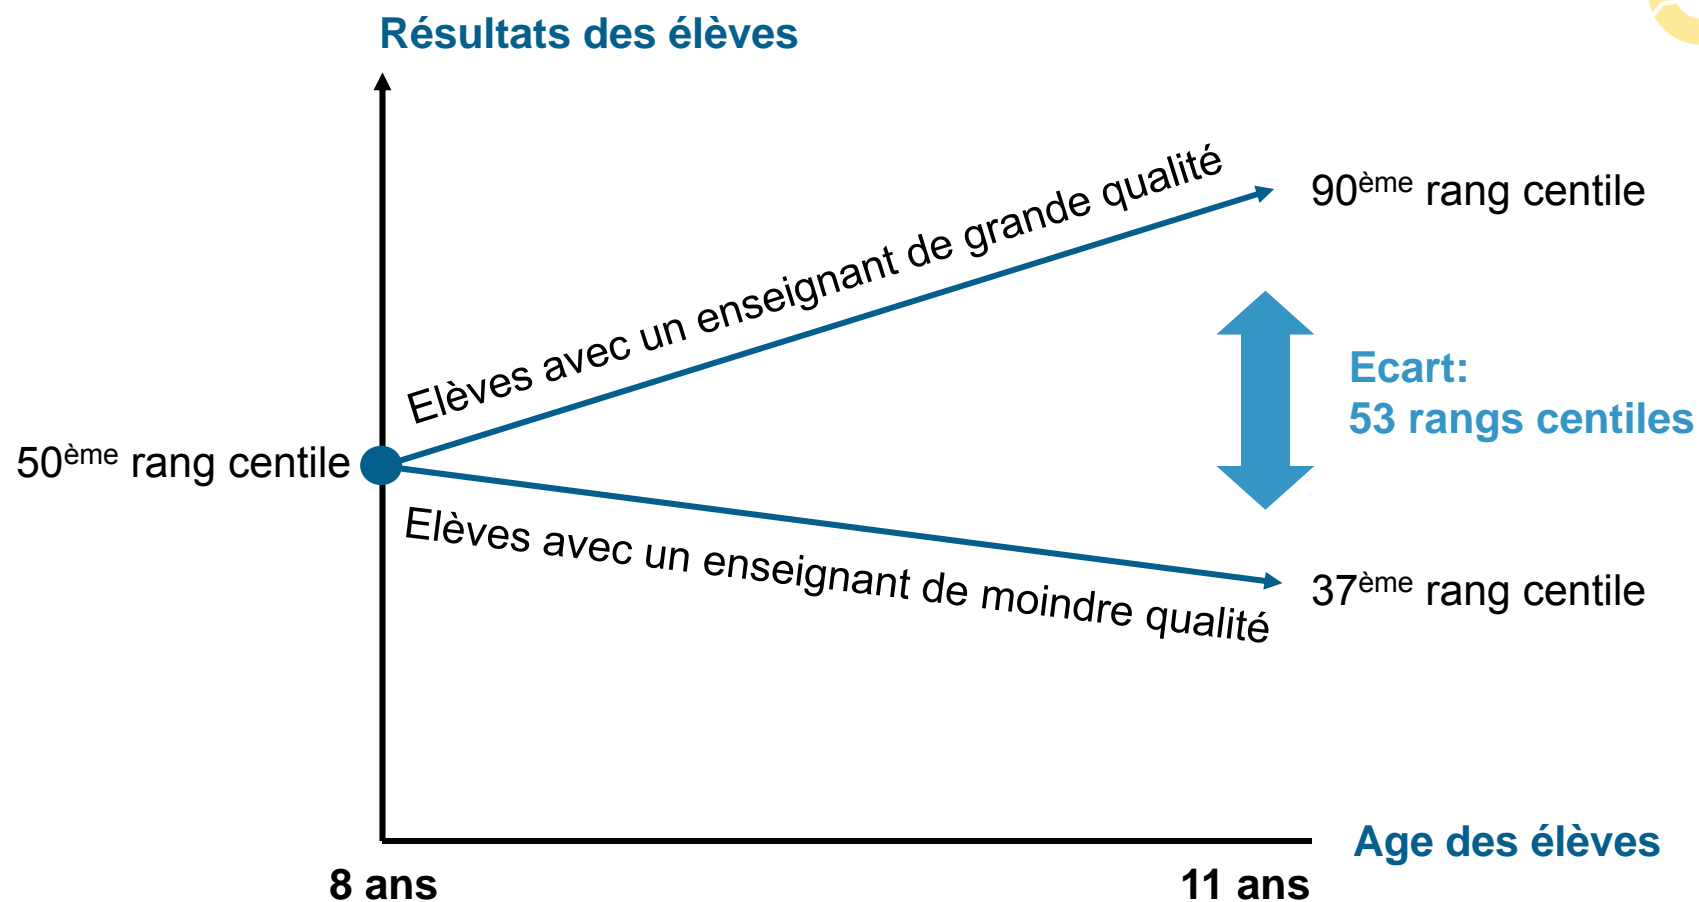 Résultats des élèves
Elèves avec un enseignant de grande qualité
90ème rang centile
Ecart:
53 rangs centiles
50ème rang centile
Elèves avec un enseignant de moindre qualité
37ème rang centile
Age des élèves
8 ans
11 ans